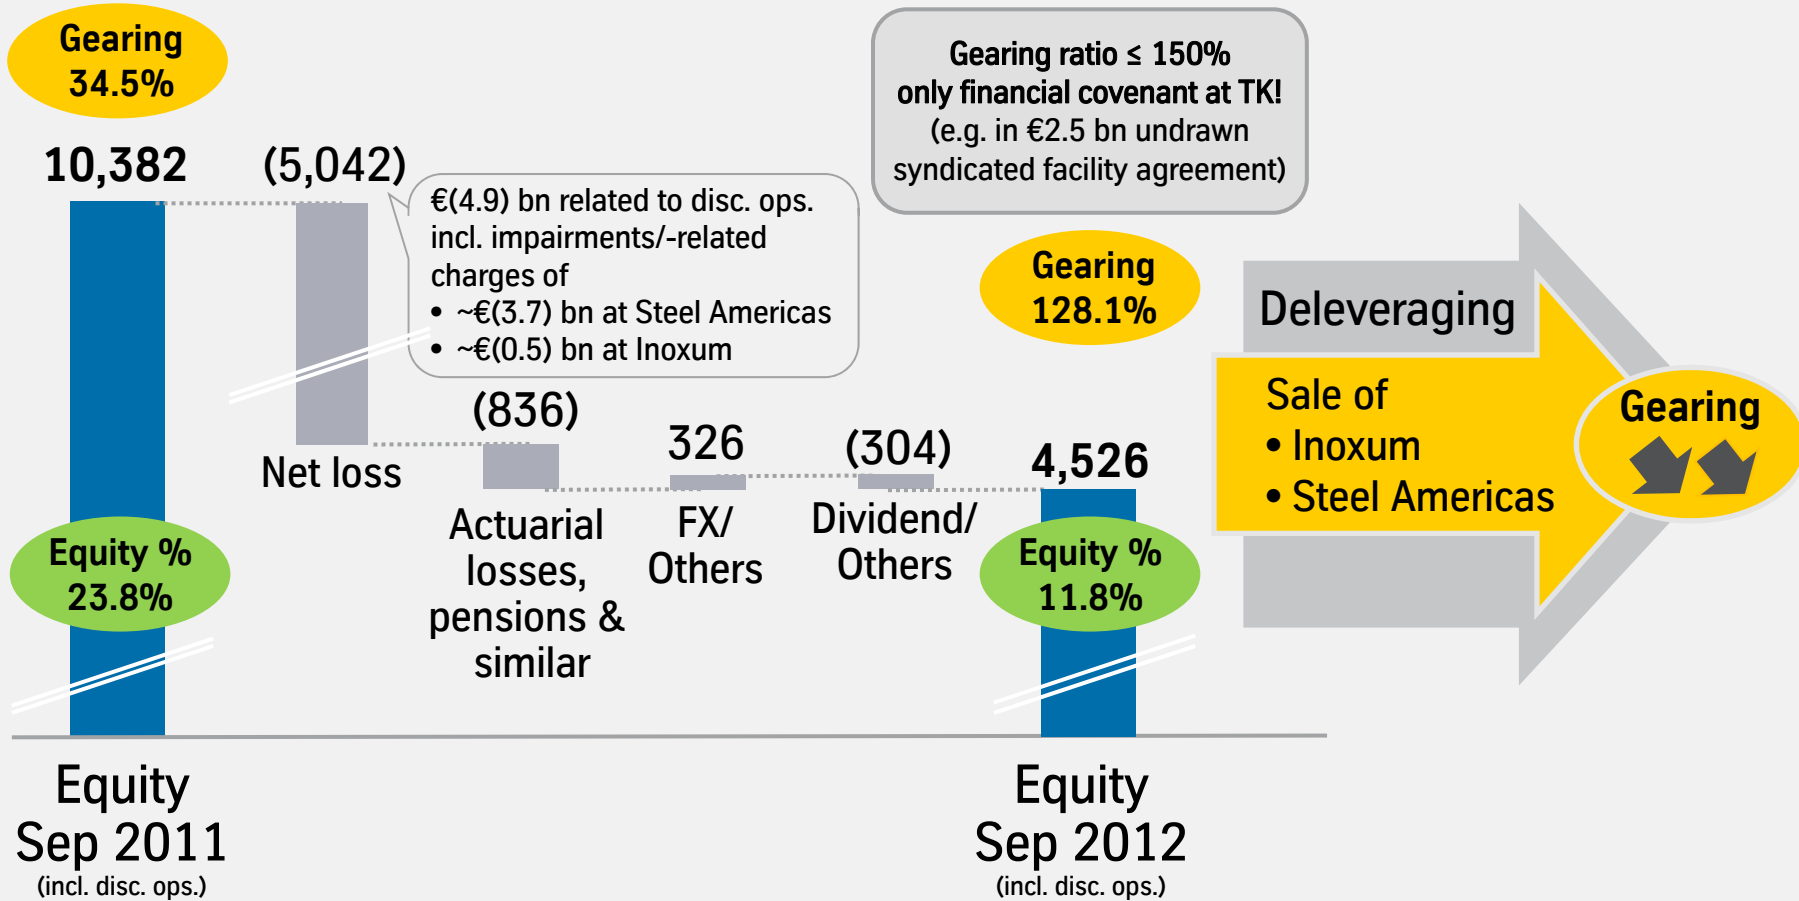 Gearing
34.5%
10,382
(5,042)
€(4.9) bn related to disc. ops.
incl. impairments/-related
charges of
• ~€(3.7) bn at Steel Americas
• ~€(0.5) bn at Inoxum
Gearing ratio ≤ 150%
only financial covenant at TK!
(e.g. in €2.5 bn undrawn
syndicated facility agreement)
Gearing
128.1%
Net loss
(836)
Actuarial
losses,
pensions &
similar
326
FX/
Others
(304)
Dividend/
Others
4,526
Equity %
23.8%
Equity %
11.8%
Deleveraging
Sale of
• Inoxum
• Steel Americas
Gearing
Equity
Sep 2011
(incl. disc. ops.)
Equity
Sep 2012
(incl. disc. ops.)